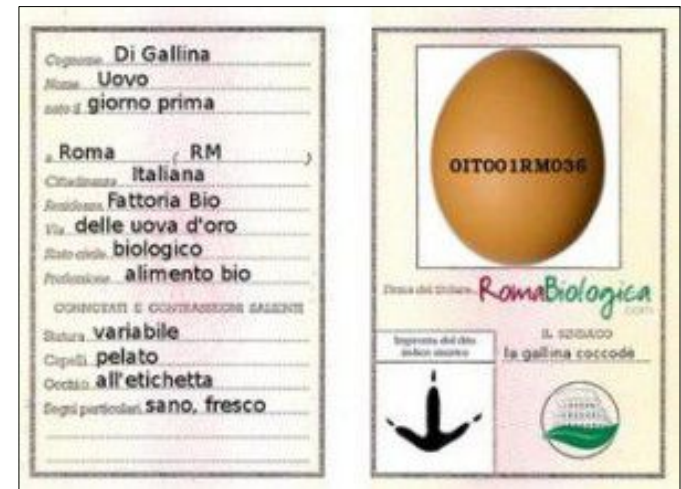 Cognome Di Gallina
Nome Uovo
nato il giorno prima
a Roma ( RM )
Cittadinanza Italiana
Residenza Fattoria Bio
Via delle uova d'oro
Stato civile biologico
Professione alimento bio
CONNOTATI E CONTRASSEGNI SALIENTI
Statura variabile
Capelli pelato
Occhio all'etichetta
Segni particolari sano, fresco
0IT001RM036
Firma del titolare RomaBiologica
.com
Impronta del dito
indice sinistro
IL SINDACO
la gallina coccodè